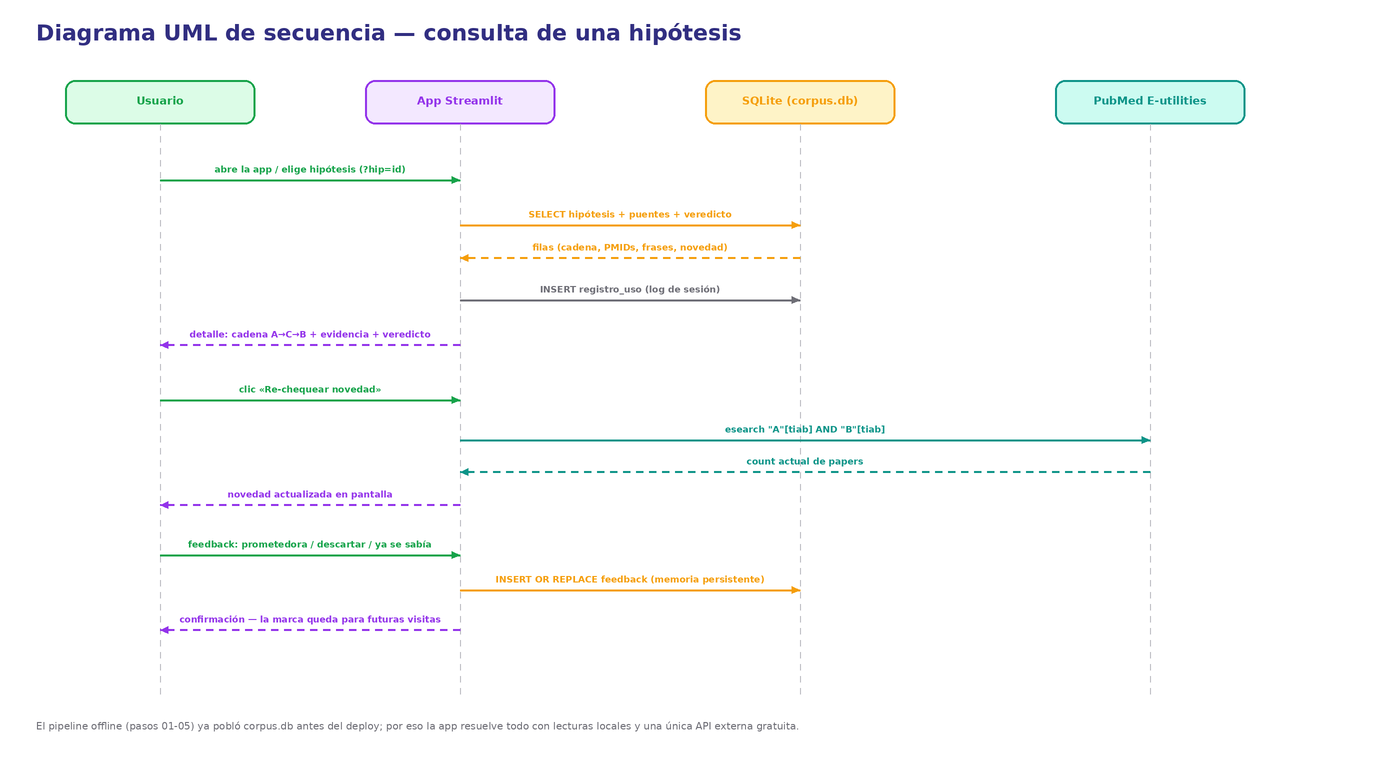 Diagrama UML de secuencia — consulta de una hipótesis
Usuario
App Streamlit
SQLite (corpus.db)
PubMed E-utilities
abre la app / elige hipótesis (?hip=id)
SELECT hipótesis + puentes + veredicto
filas (cadena, PMIDs, frases, novedad)
INSERT registro_uso (log de sesión)
detalle: cadena A→C→B + evidencia + veredicto
clic «Re-chequear novedad»
esearch "A"[tiab] AND "B"[tiab]
count actual de papers
novedad actualizada en pantalla
feedback: prometedora / descartar / ya se sabía
INSERT OR REPLACE feedback (memoria persistente)
confirmación — la marca queda para futuras visitas
El pipeline offline (pasos 01-05) ya pobló corpus.db antes del deploy; por eso la app resuelve todo con lecturas locales y una única API externa gratuita.